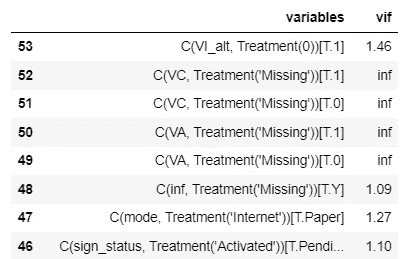 variables vif
53 C(VI_alt, Treatment(0))[T.1] 1.46
52 C(VC, Treatment('Missing'))[T.1] inf
51 C(VC, Treatment('Missing'))[T.0] inf
50 C(VA, Treatment('Missing'))[T.1] inf
49 C(VA, Treatment('Missing'))[T.0] inf
48 C(inf, Treatment('Missing'))[T.Y] 1.09
47 C(mode, Treatment('Internet'))[T.Paper] 1.27
46 C(sign_status, Treatment('Activated'))[T.Pendi... 1.10